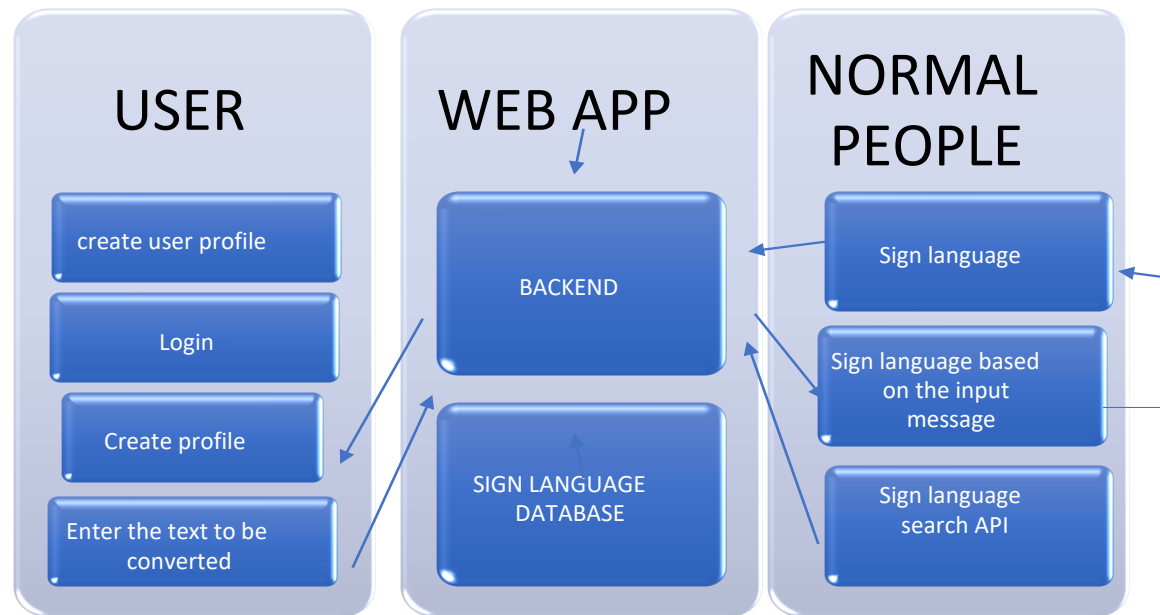 USER
create user profile
Login
Create profile
Enter the text to be
converted
WEB APP
BACKEND
SIGN LANGUAGE
DATABASE
NORMAL
PEOPLE
Sign language
Sign language based
on the input
message
Sign language
search API